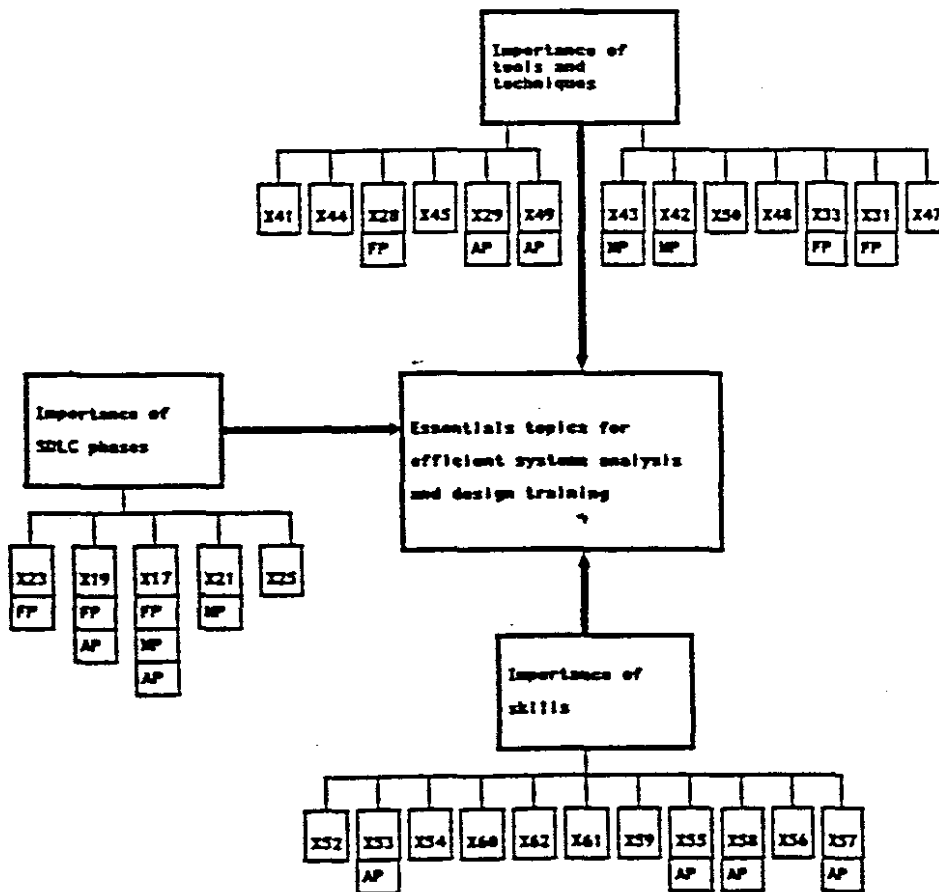 Importance of
tools and
techniques
X41 X44 X28 X45 X29 X49 X43 X42 X50 X48 X33 X31 X47
FP AP AP MP MP FP FP
Importance of
SDLC phases
Essentials topics for
efficient systems analysis
and design training
X23 X19 X17 X21 X25
FP FP FP MP
AP MP
AP
Importance of
skills
X52 X53 X54 X60 X62 X61 X59 X55 X58 X56 X57
AP AP AP AP